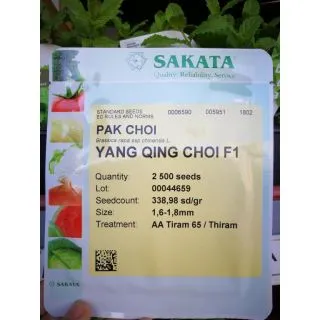 SAKATA
Quality, Reliability, Service
STANDARD SEEDS 0006590 005951 1802
EC RULES AND NORMS
PAK CHOI
Brassica rapa ssp chinensis L.
YANG QING CHOI F1
Quantity: 2 500 seeds
Lot: 00044659
Seedcount: 338,98 sd/gr
Size: 1,6-1,8mm
Treatment: AA Tiram 65 / Thiram